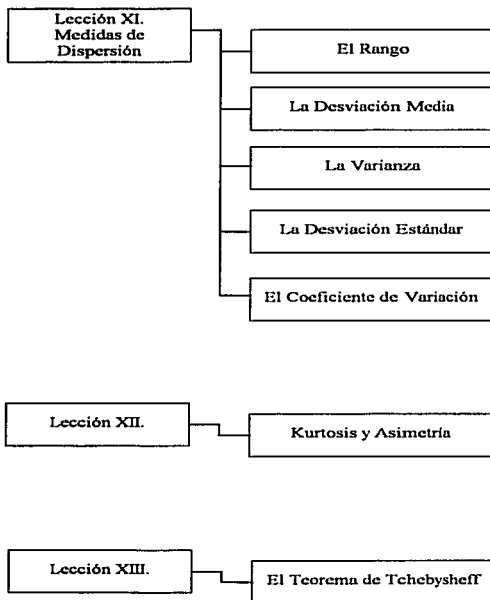 Lección XI.
Medidas de
Dispersión
El Rango
La Desviación Media
La Varianza
La Desviación Estándar
El Coeficiente de Variación
Lección XII.
Kurtosis y Asimetría
Lección XIII.
El Teorema de Tchebysheff